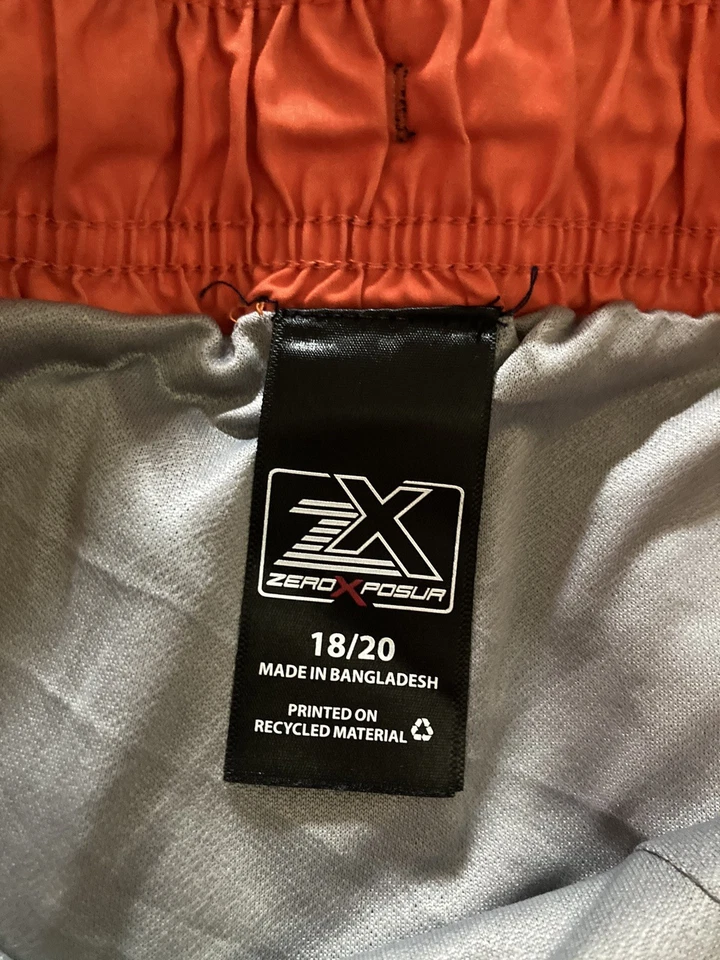 ZX
ZEROXPOSUR
18/20
MADE IN BANGLADESH
PRINTED ON
RECYCLED MATERIAL